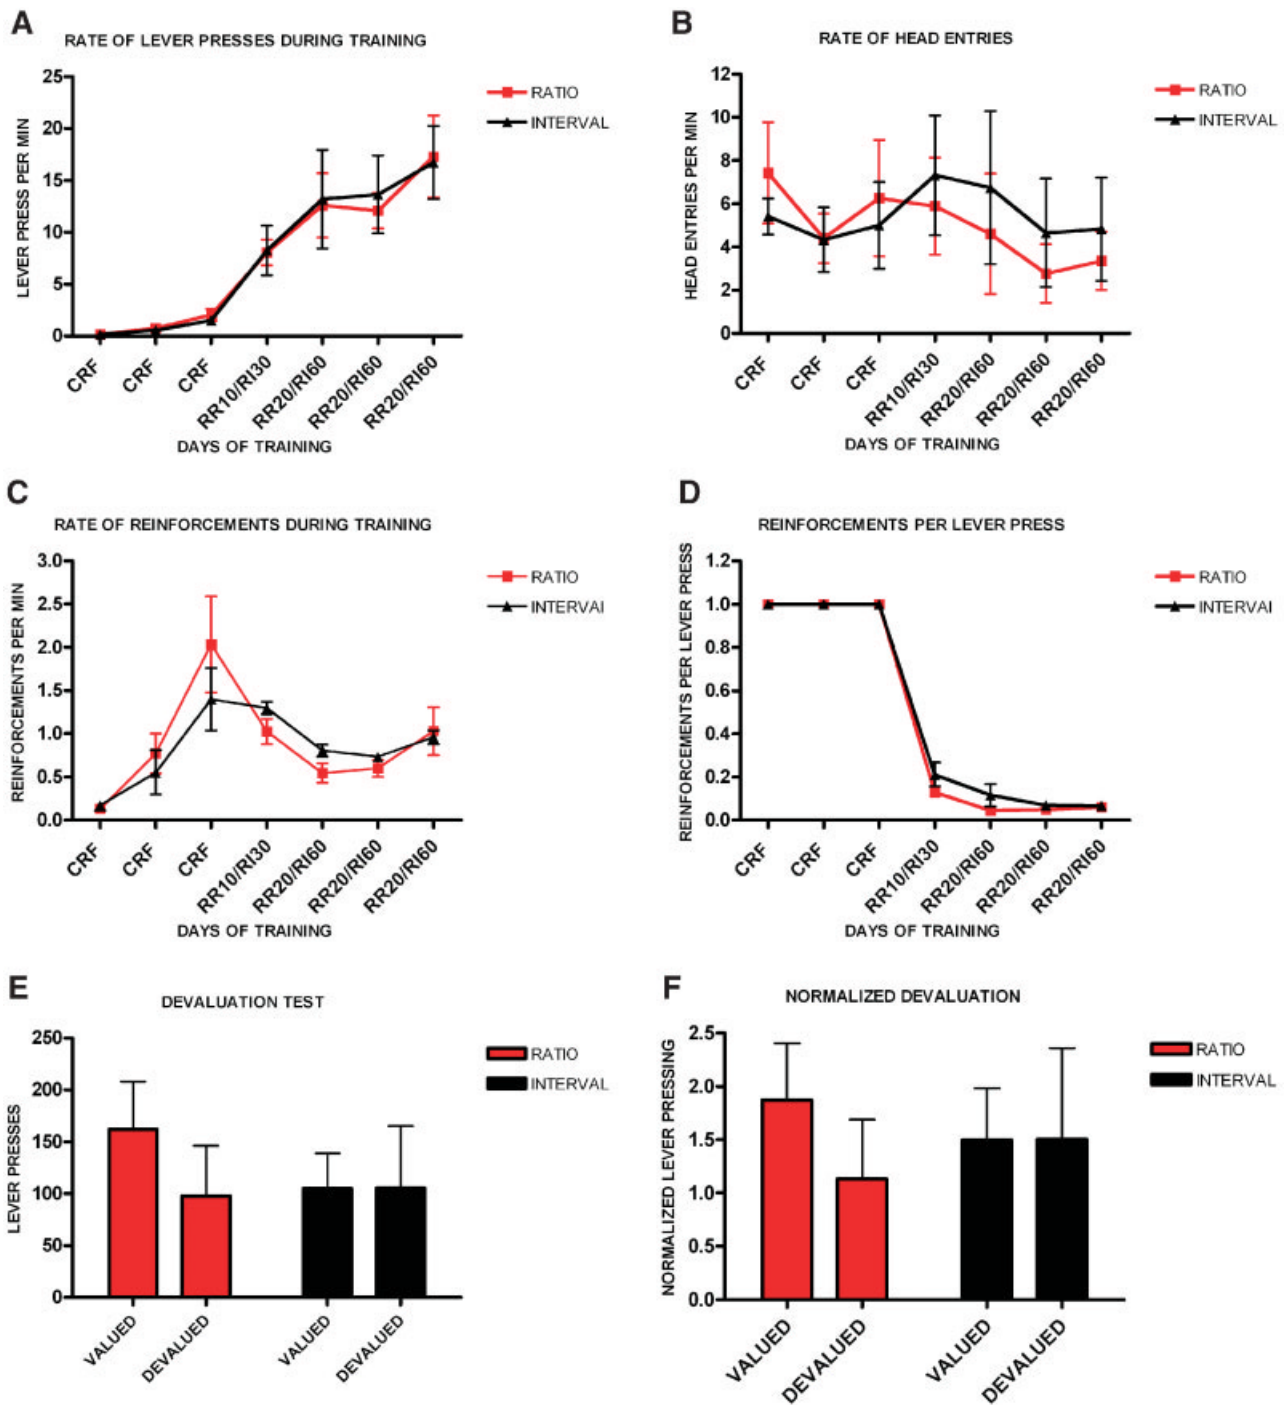 A
RATE OF LEVER PRESSES DURING TRAINING
LEVER PRESS PER MIN
25
20
15
10
5
0
RATIO
INTERVAL
CRF
CRF
CRF
RR10/RI30
RR20/RI60
RR20/RI60
RR20/RI60
DAYS OF TRAINING
B
RATE OF HEAD ENTRIES
HEAD ENTRIES PER MIN
12
10
8
6
4
2
0
RATIO
INTERVAL
CRF
CRF
CRF
RR10/RI30
RR20/RI60
RR20/RI60
RR20/RI60
DAYS OF TRAINING
C
RATE OF REINFORCEMENTS DURING TRAINING
REINFORCEMENTS PER MIN
3.0
2.5
2.0
1.5
1.0
0.5
0.0
RATIO
INTERVAI
CRF
CRF
CRF
RR10/RI30
RR20/RI60
RR20/RI60
RR20/RI60
DAYS OF TRAINING
D
REINFORCEMENTS PER LEVER PRESS
REINFORCEMENTS PER LEVER PRESS
1.2
1.0
0.8
0.6
0.4
0.2
0.0
RATIO
INTERVAI
CRF
CRF
CRF
RR10/RI30
RR20/RI60
RR20/RI60
RR20/RI60
DAYS OF TRAINING
E
DEVALUATION TEST
LEVER PRESSES
250
200
150
100
50
0
RATIO
INTERVAL
VALUED
DEVALUED
VALUED
DEVALUED
F
NORMALIZED DEVALUATION
NORMALIZED LEVER PRESSING
2.5
2.0
1.5
1.0
0.5
0.0
RATIO
INTERVAL
VALUED
DEVALUED
VALUED
DEVALUED